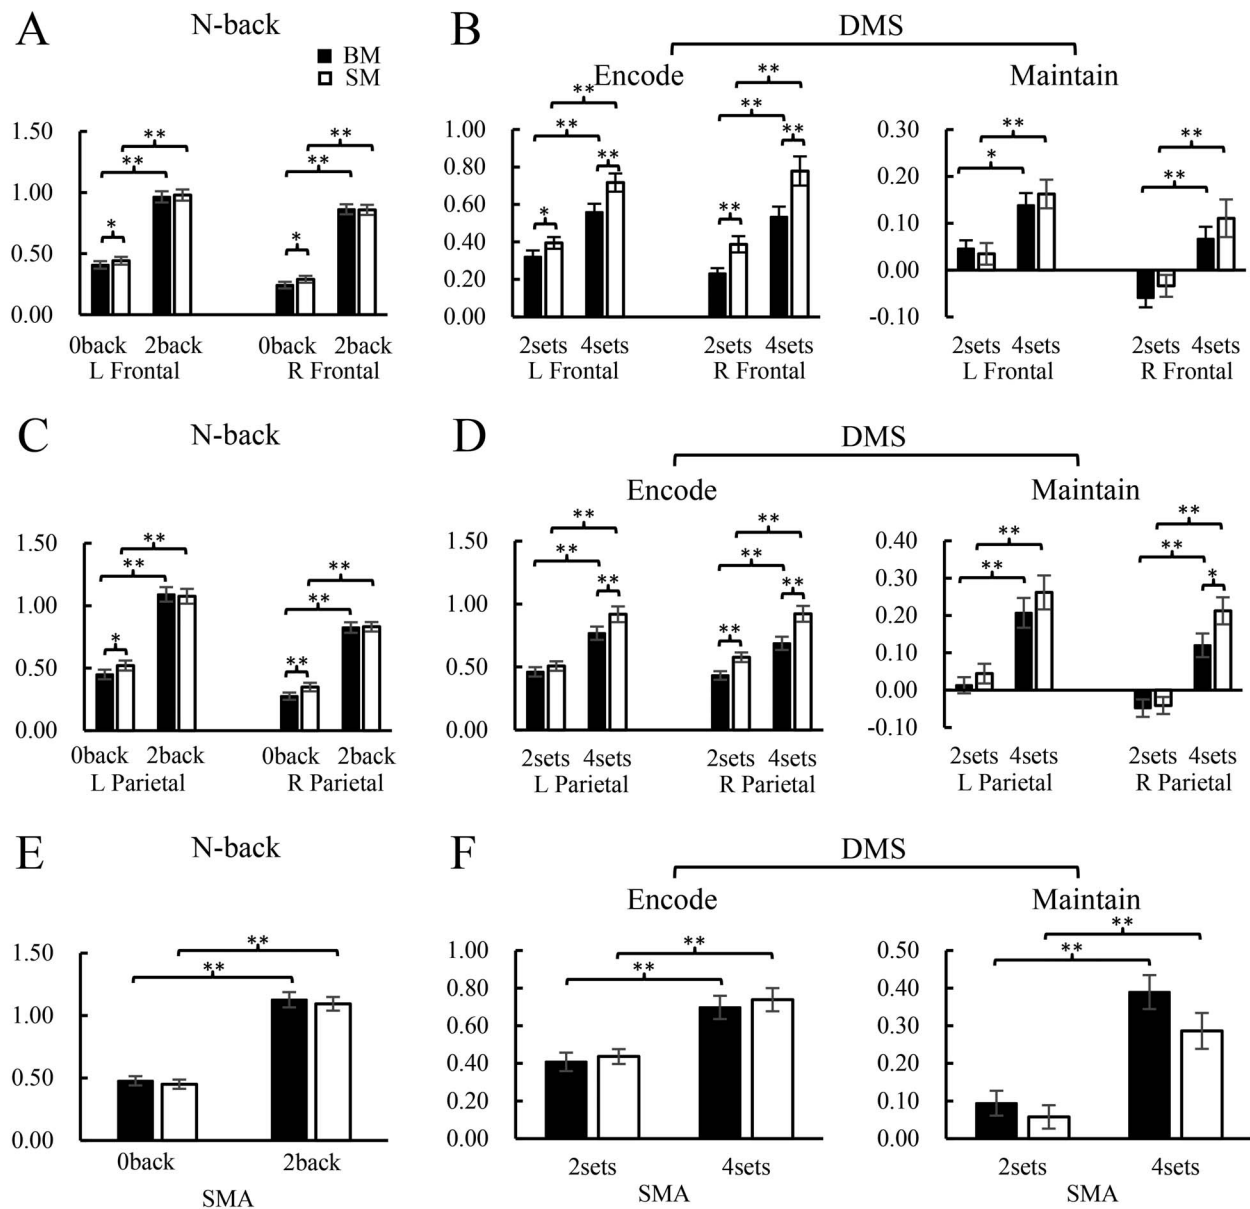 A
N-back
BM
SM
** ** * ** ** *
1.50
1.00
0.50
0.00
0back 2back 0back 2back
L Frontal R Frontal
B
DMS
Encode Maintain
** ** * ** ** ** ** **
1.00
0.80
0.60
0.40
0.20
0.00
2sets 4sets 2sets 4sets
L Frontal R Frontal
** * ** **
0.30
0.20
0.10
0.00
-0.10
2sets 4sets 2sets 4sets
L Frontal R Frontal
C
N-back
** ** * ** ** **
1.50
1.00
0.50
0.00
0back 2back 0back 2back
L Parietal R Parietal
D
DMS
Encode Maintain
** ** ** ** ** ** **
1.50
1.00
0.50
0.00
2sets 4sets 2sets 4sets
L Parietal R Parietal
** ** ** ** *
0.40
0.30
0.20
0.10
0.00
-0.10
2sets 4sets 2sets 4sets
L Parietal R Parietal
E
N-back
** **
1.50
1.00
0.50
0.00
0back 2back
SMA
F
DMS
Encode Maintain
** **
1.00
0.80
0.60
0.40
0.20
0.00
2sets 4sets
SMA
** **
0.50
0.40
0.30
0.20
0.10
0.00
2sets 4sets
SMA